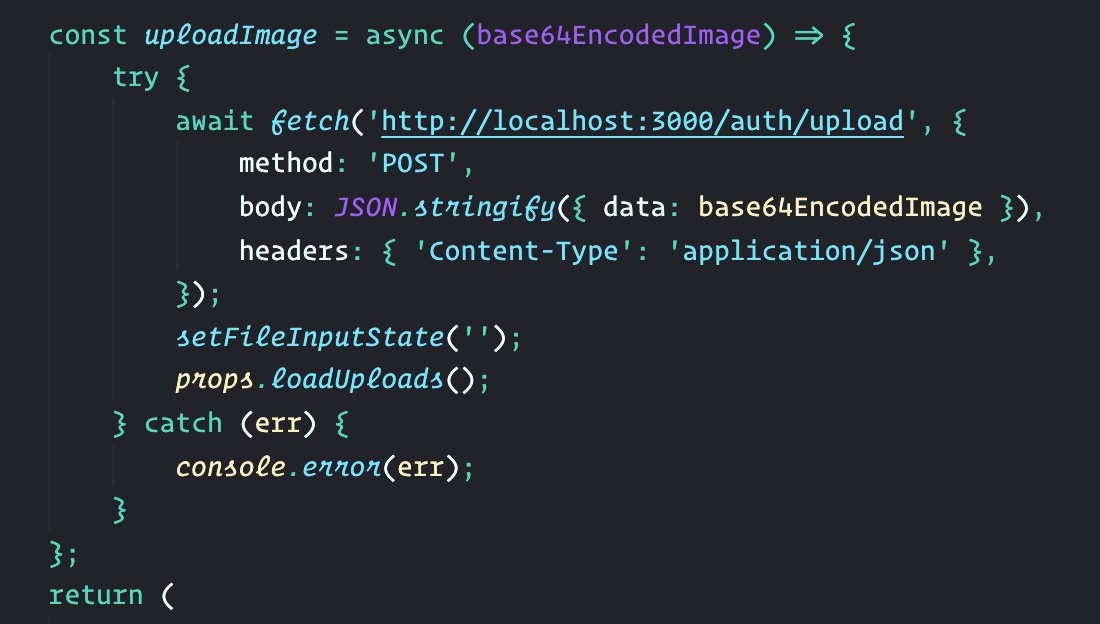 const uploadImage = async (base64EncodedImage) => {
    try {
        await fetch('http://localhost:3000/auth/upload', {
            method: 'POST',
            body: JSON.stringify({ data: base64EncodedImage }),
            headers: { 'Content-Type': 'application/json' },
        });
        setFileInputState('');
        props.loadUploads();
    } catch (err) {
        console.error(err);
    }
};
return (